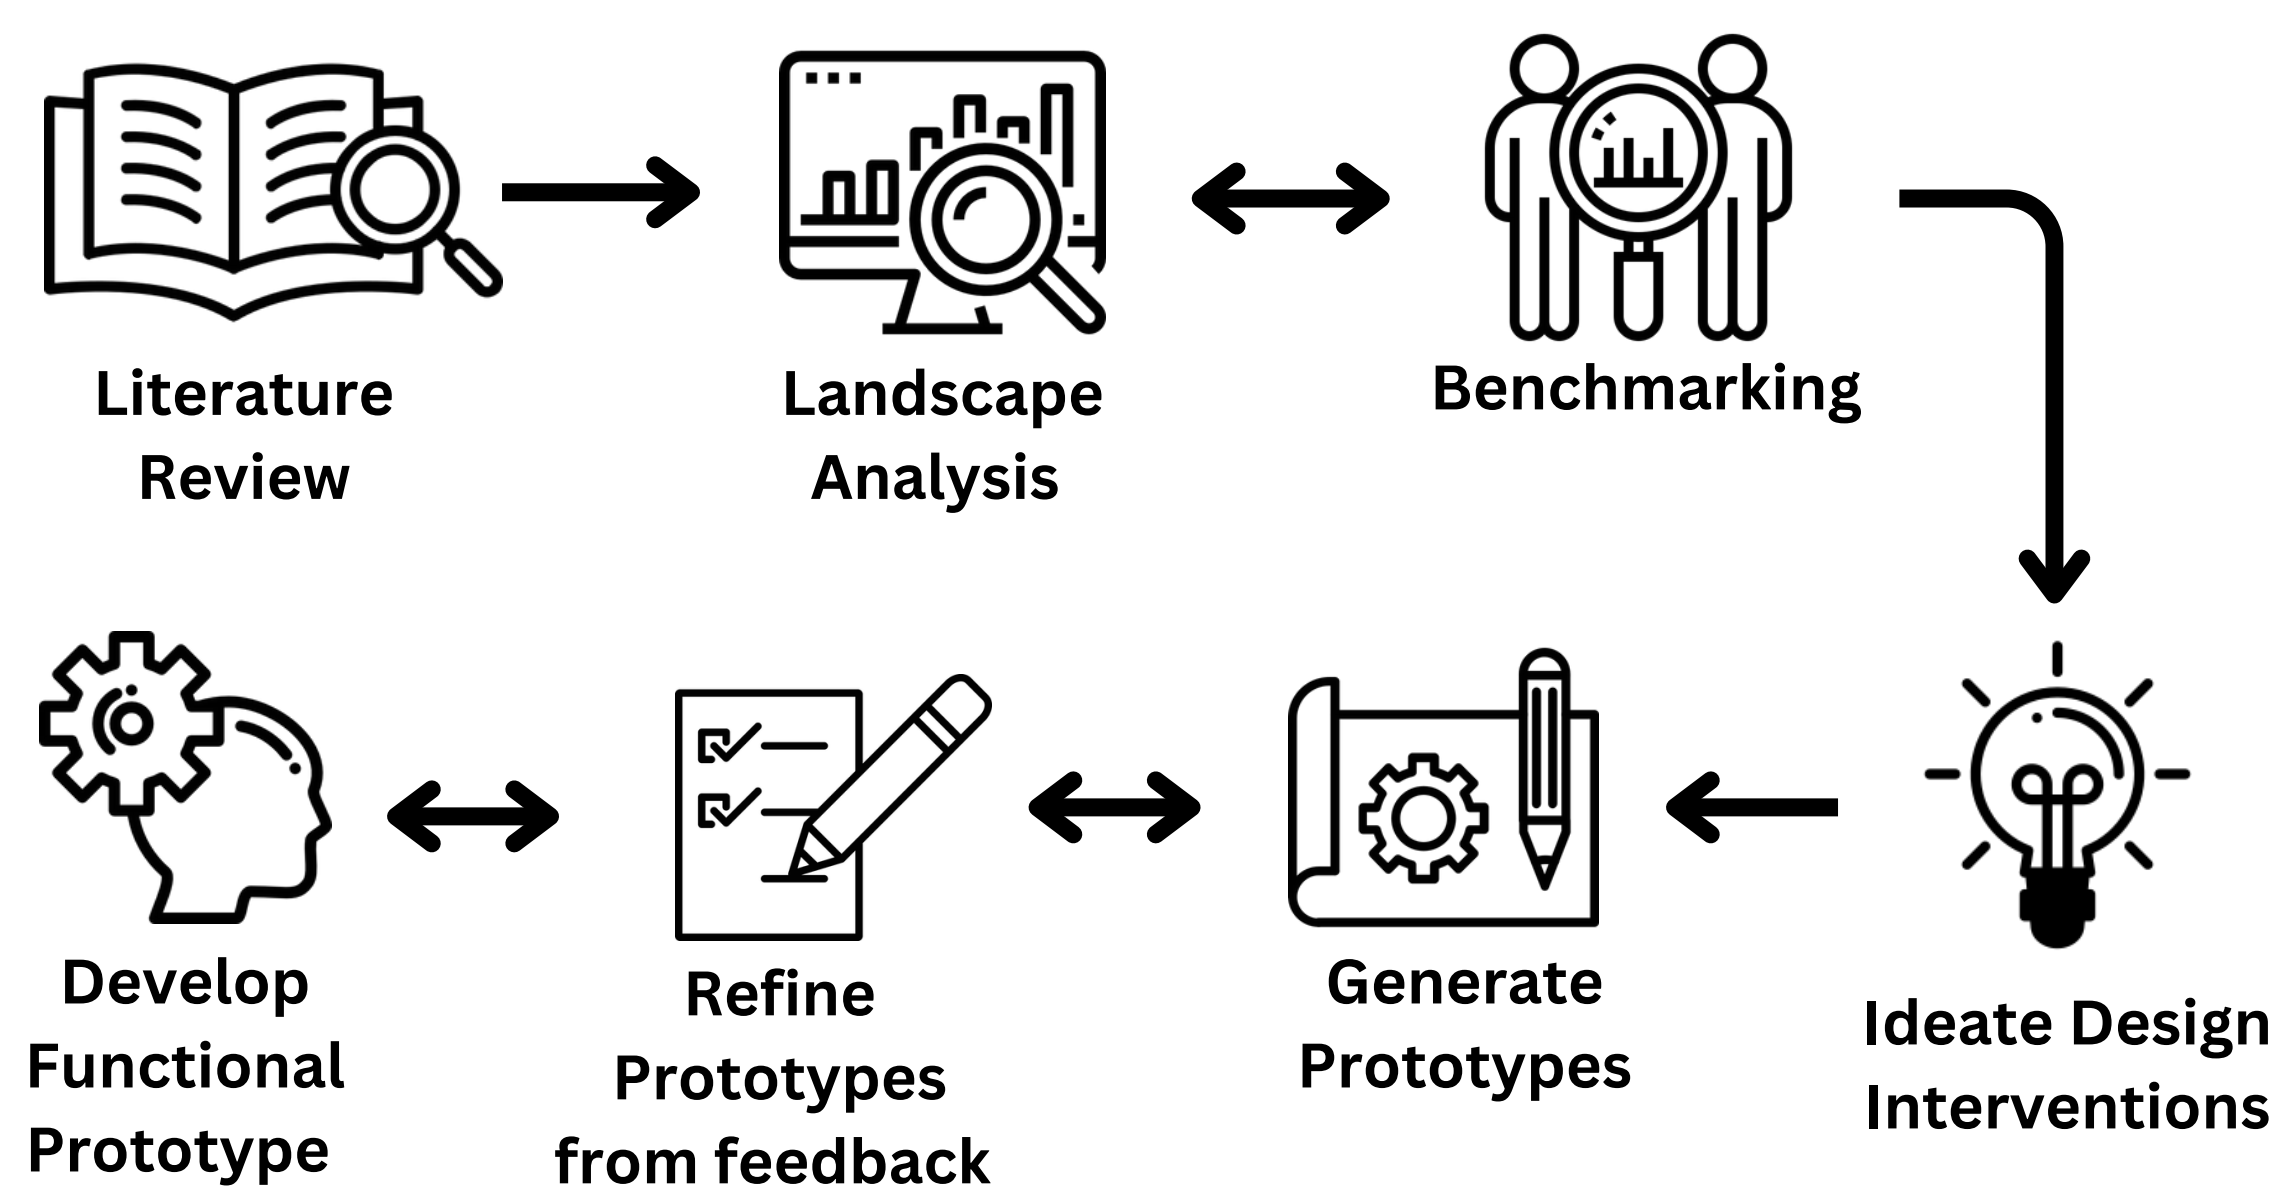 Literature
Review
Landscape
Analysis
Benchmarking
Ideate Design
Interventions
Generate
Prototypes
Refine
Prototypes
from feedback
Develop
Functional
Prototype